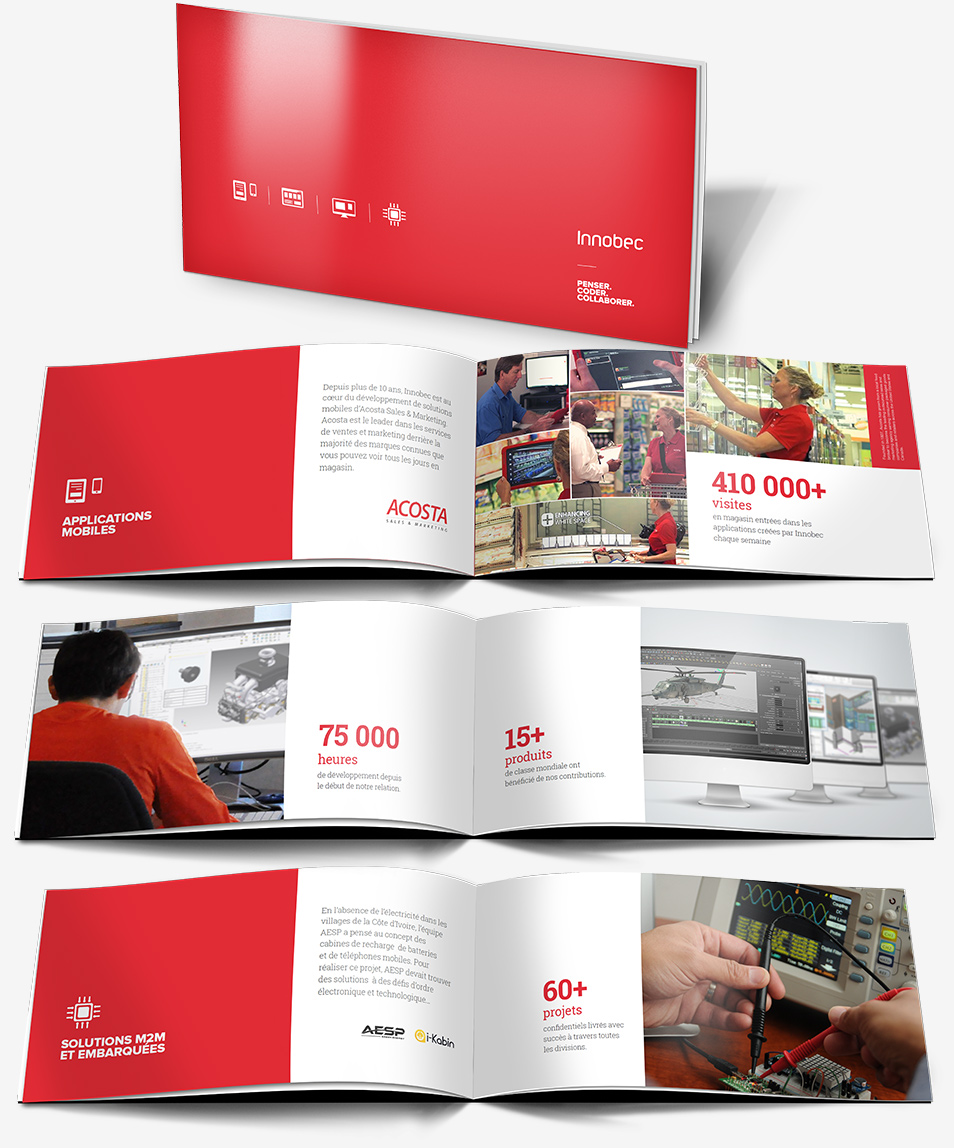 Innobec
PENSER.
CODER.
COLLABORER.
APPLICATIONS
MOBILES
Depuis plus de 10 ans, Innobec est au
cœur du développement de solutions
mobiles d'Acosta Sales & Marketing.
Acosta est le leader dans les services
de ventes et marketing derrière la
majorité des marques connues que
vous pouvez voir tous les jours en
magasin.
ACOSTA
SALES & MARKETING
ENHANCING
WHITE SPACE
410 000+
visites
en magasin entrées dans les
applications créées par Innobec
chaque semaine
75 000
heures
de développement depuis
le début de notre relation.
15+
produits
de classe mondiale ont
bénéficié de nos contributions.
SOLUTIONS M2M
ET EMBARQUÉES
En l'absence de l'électricité dans les
villages de la Côte d'Ivoire, l'équipe
AESP a pensé au concept des
cabines de recharge de batteries
et de téléphones mobiles. Pour
réaliser ce projet, AESP devait trouver
des solutions à des défis d'ordre
électronique et technologique...
AESP
i-Kabin
60+
projets
confidentiels livrés avec
succès à travers toutes
les divisions.